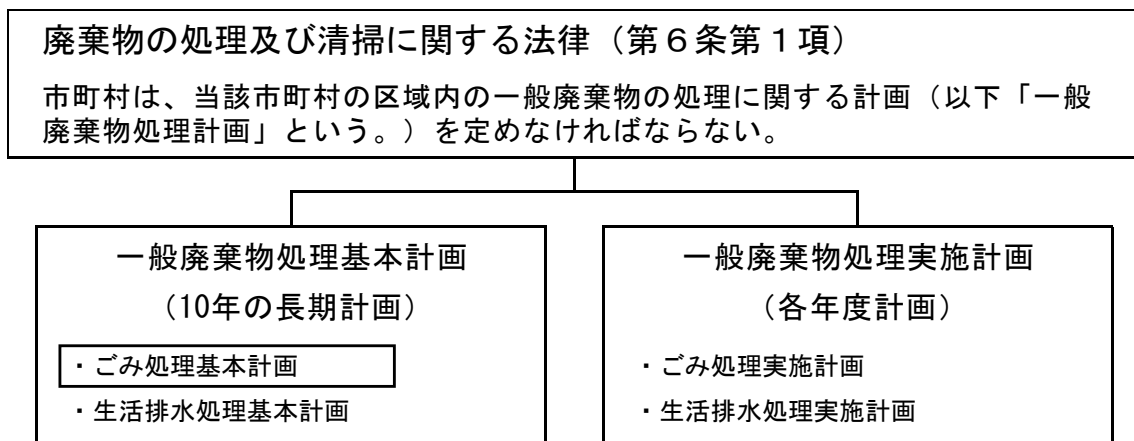 廃棄物の処理及び清掃に関する法律（第６条第１項）
市町村は、当該市町村の区域内の一般廃棄物の処理に関する計画（以下「一般
廃棄物処理計画」という。）を定めなければならない。
一般廃棄物処理基本計画
（10年の長期計画）
・ごみ処理基本計画
・生活排水処理基本計画
一般廃棄物処理実施計画
（各年度計画）
・ごみ処理実施計画
・生活排水処理実施計画